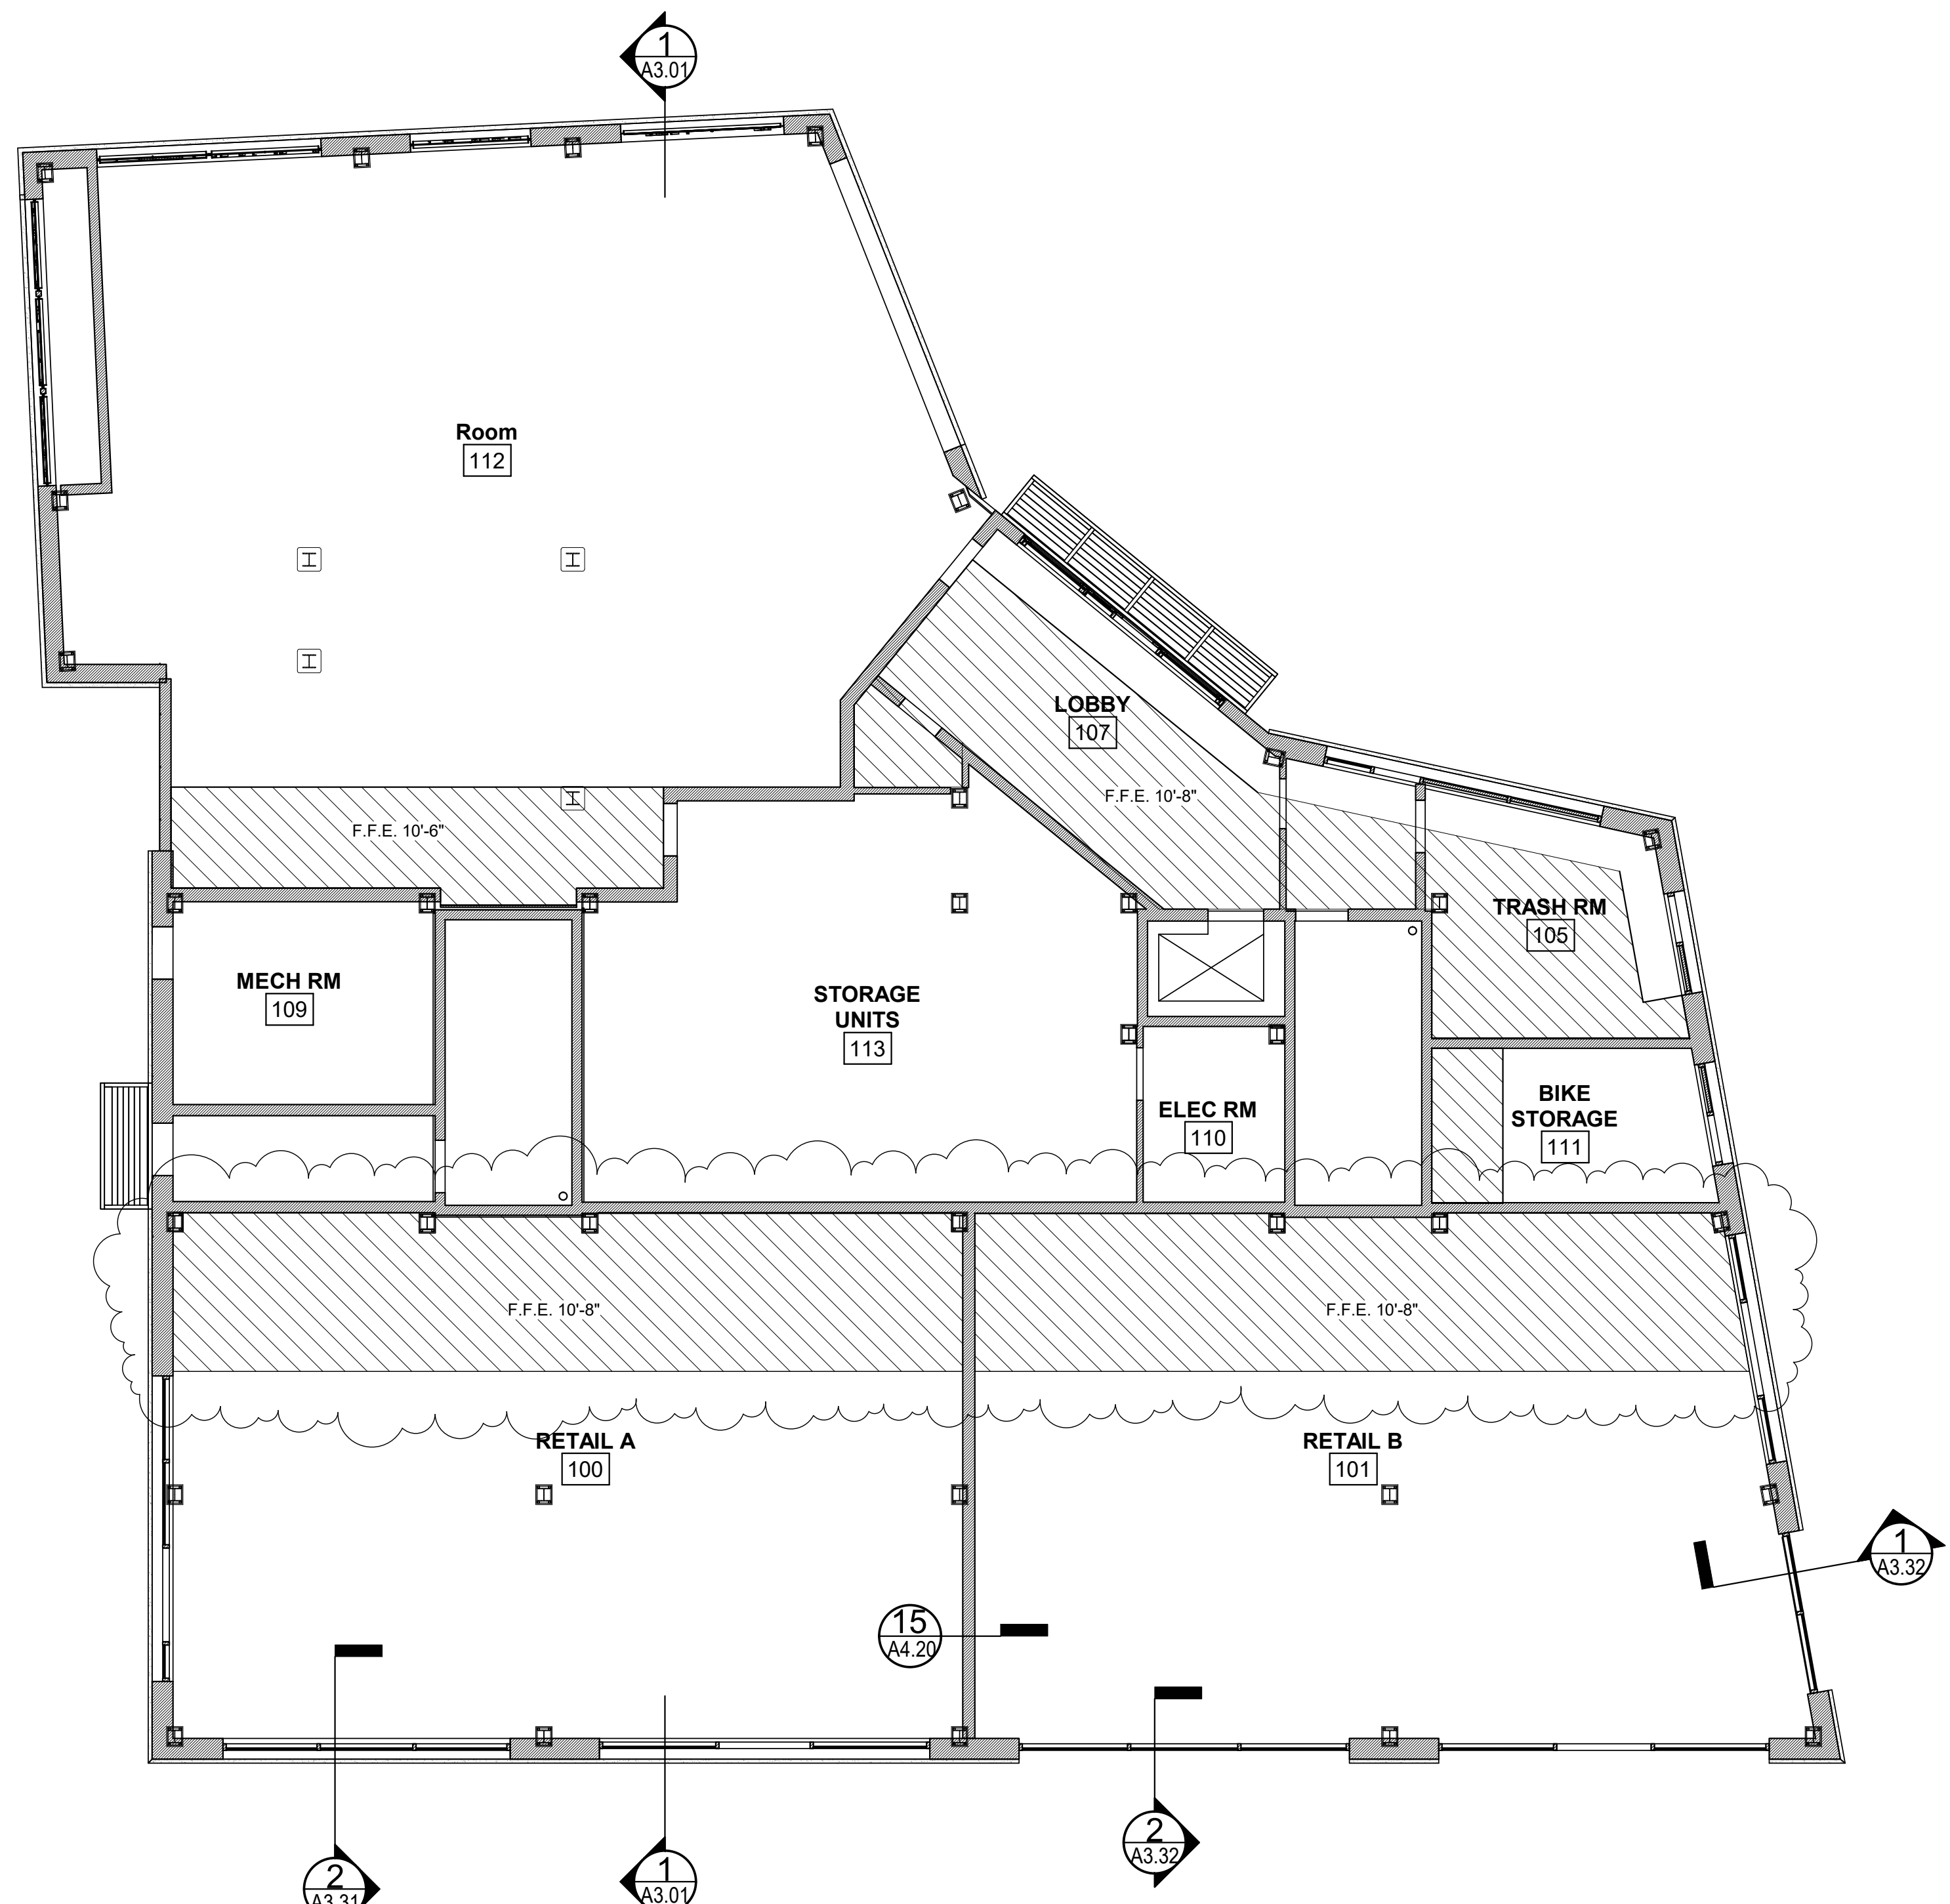 1
A3.01
Room
112
LOBBY
107
F.F.E. 10'-8"
F.F.E. 10'-6"
TRASH RM
105
MECH RM
109
STORAGE
UNITS
113
BIKE
STORAGE
111
ELEC RM
110
F.F.E. 10'-8"
F.F.E. 10'-8"
RETAIL A
100
RETAIL B
101
1
A3.32
15
A4.20
2
A3.32
2
A3.31
1
A3.01